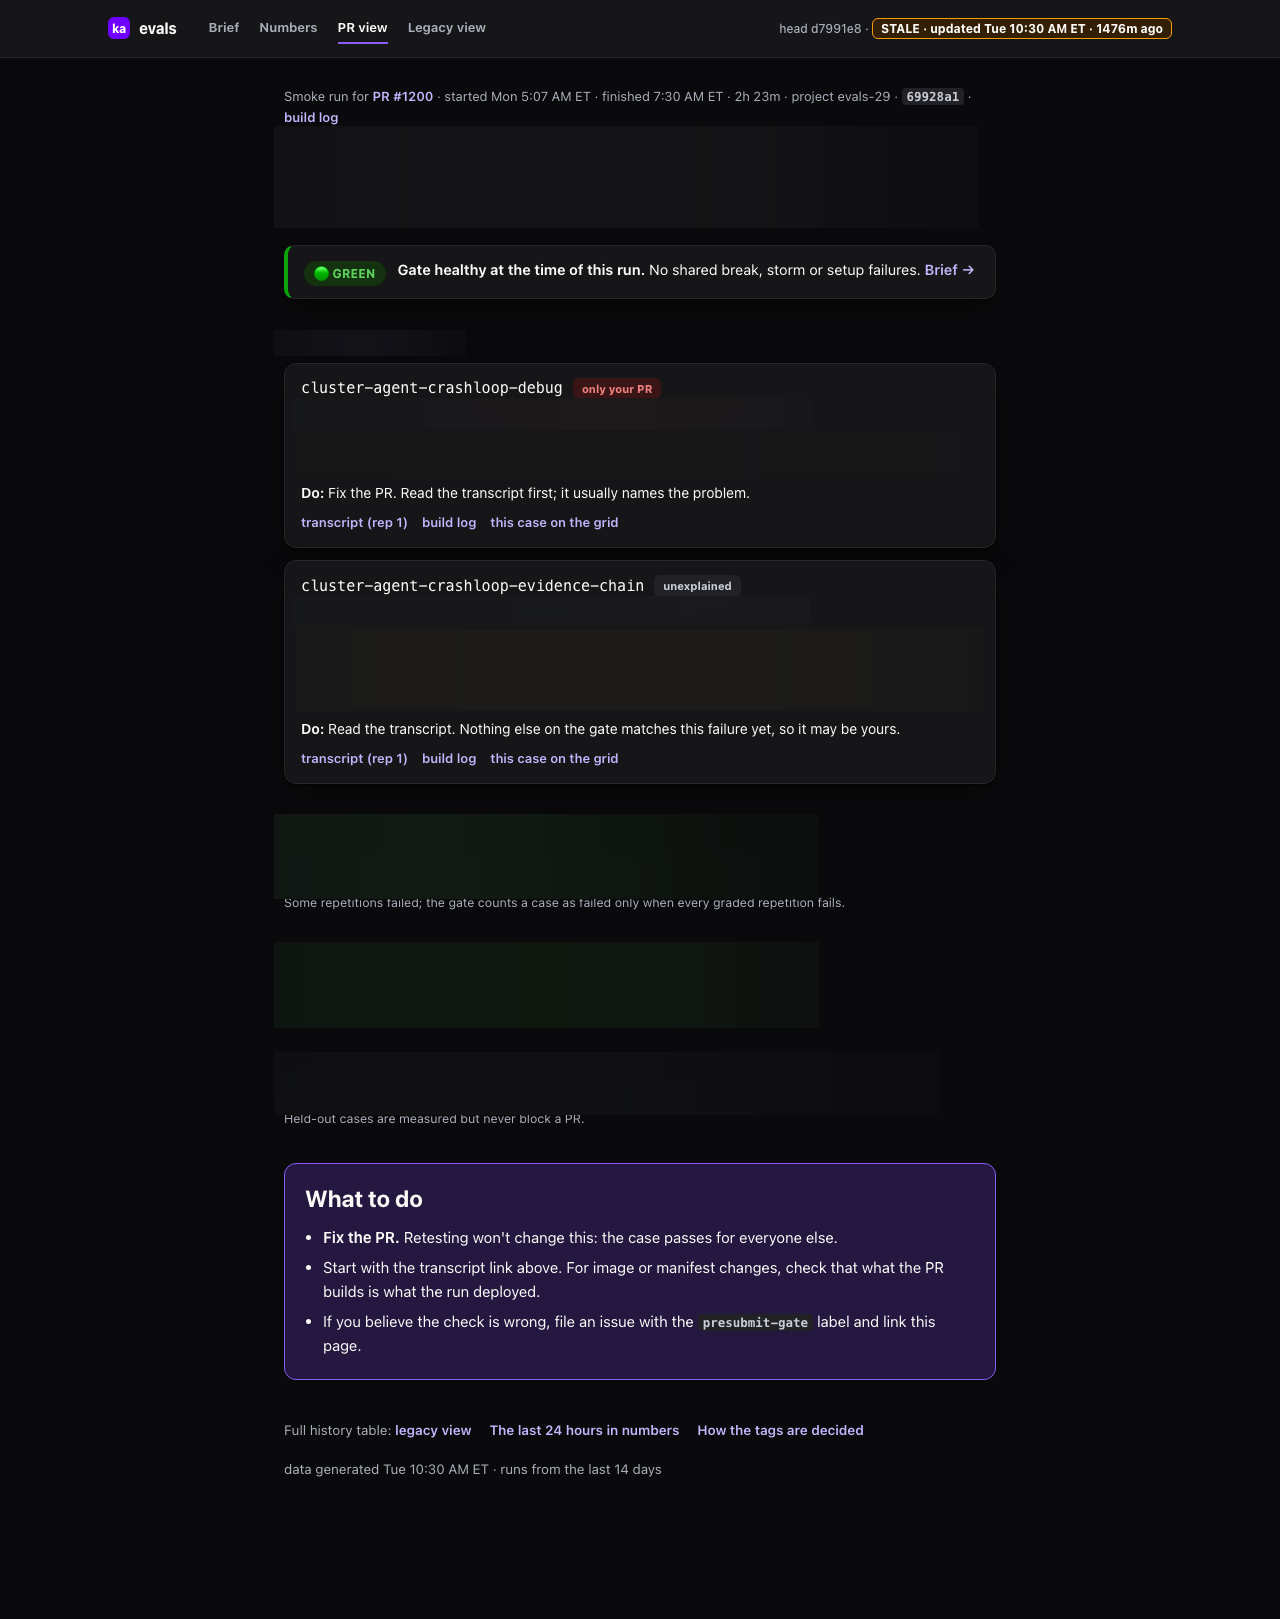 ka evals Brief Numbers PR view Legacy view head d7991e8 · STALE · updated Tue 10:30 AM ET · 1476m ago
Smoke run for PR #1200 · started Mon 5:07 AM ET · finished 7:30 AM ET · 2h 23m · project evals-29 · 69928a1 ·
build log
GREEN Gate healthy at the time of this run. No shared break, storm or setup failures. Brief →
cluster-agent-crashloop-debug only your PR
Do: Fix the PR. Read the transcript first; it usually names the problem.
transcript (rep 1) build log this case on the grid
cluster-agent-crashloop-evidence-chain unexplained
Do: Read the transcript. Nothing else on the gate matches this failure yet, so it may be yours.
transcript (rep 1) build log this case on the grid
Some repetitions failed; the gate counts a case as failed only when every graded repetition fails.
Held-out cases are measured but never block a PR.
What to do
• Fix the PR. Retesting won't change this: the case passes for everyone else.
• Start with the transcript link above. For image or manifest changes, check that what the PR
builds is what the run deployed.
• If you believe the check is wrong, file an issue with the presubmit-gate label and link this
page.
Full history table: legacy view The last 24 hours in numbers How the tags are decided
data generated Tue 10:30 AM ET · runs from the last 14 days